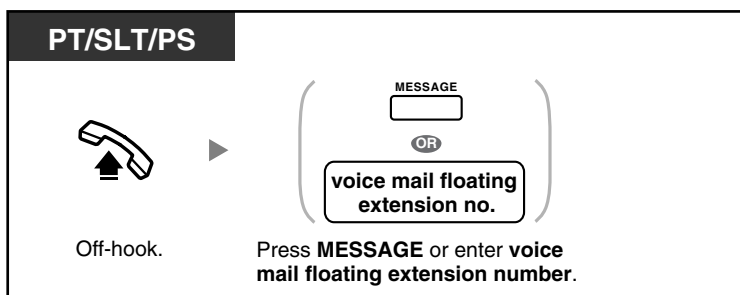 PT/SLT/PS
MESSAGE
OR
voice mail floating
extension no.
Off-hook.
Press MESSAGE or enter voice
mail floating extension number.